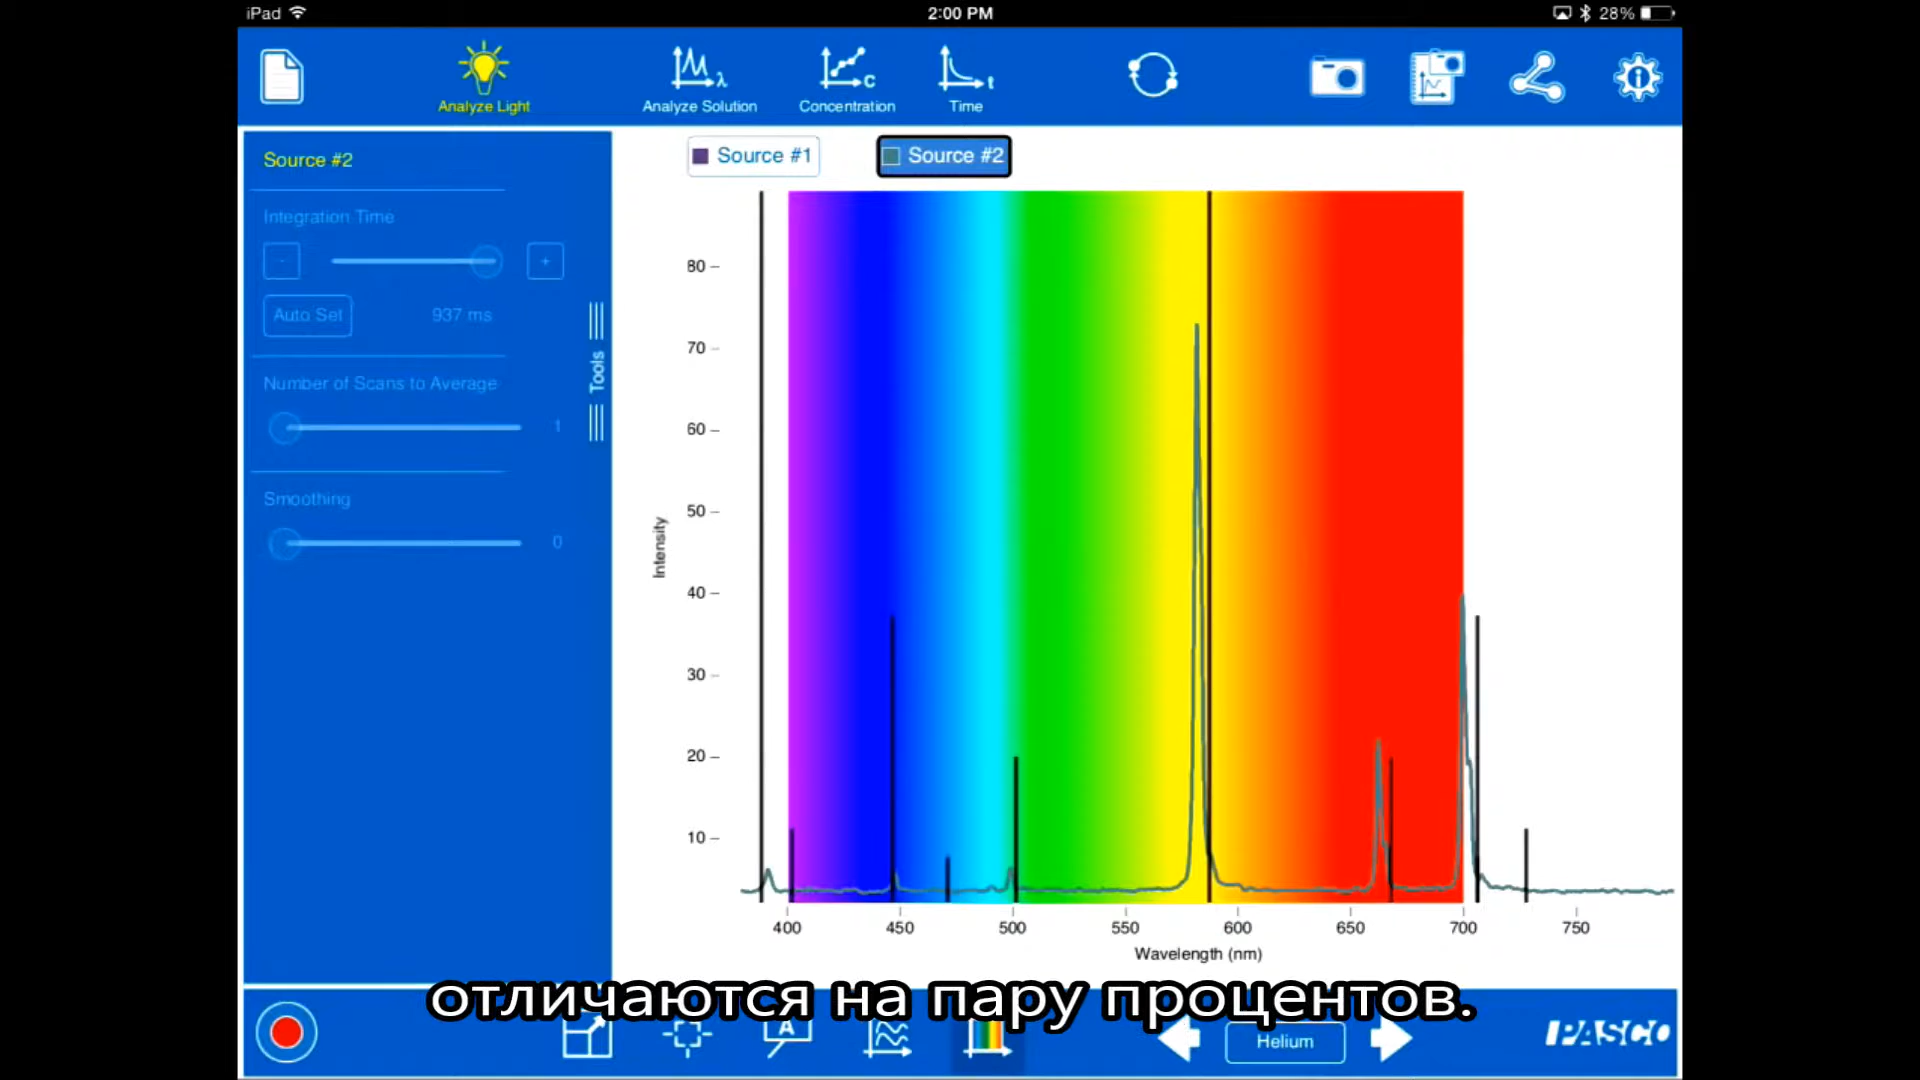 iPad
2:00 PM
28%
Analyze Light
Analyze Solution
λ
Concentration
C
Time
t
Source #2
Integration Time
-
+
Auto Set
937 ms
Number of Scans to Average
1
Smoothing
0
Tools
Source #1
Source #2
80
70
60
50
40
30
20
10
Intensity
400 450 500 550 600 650 700 750
Wavelength (nm)
отличаются на пару процентов.
A
Helium
PASCO